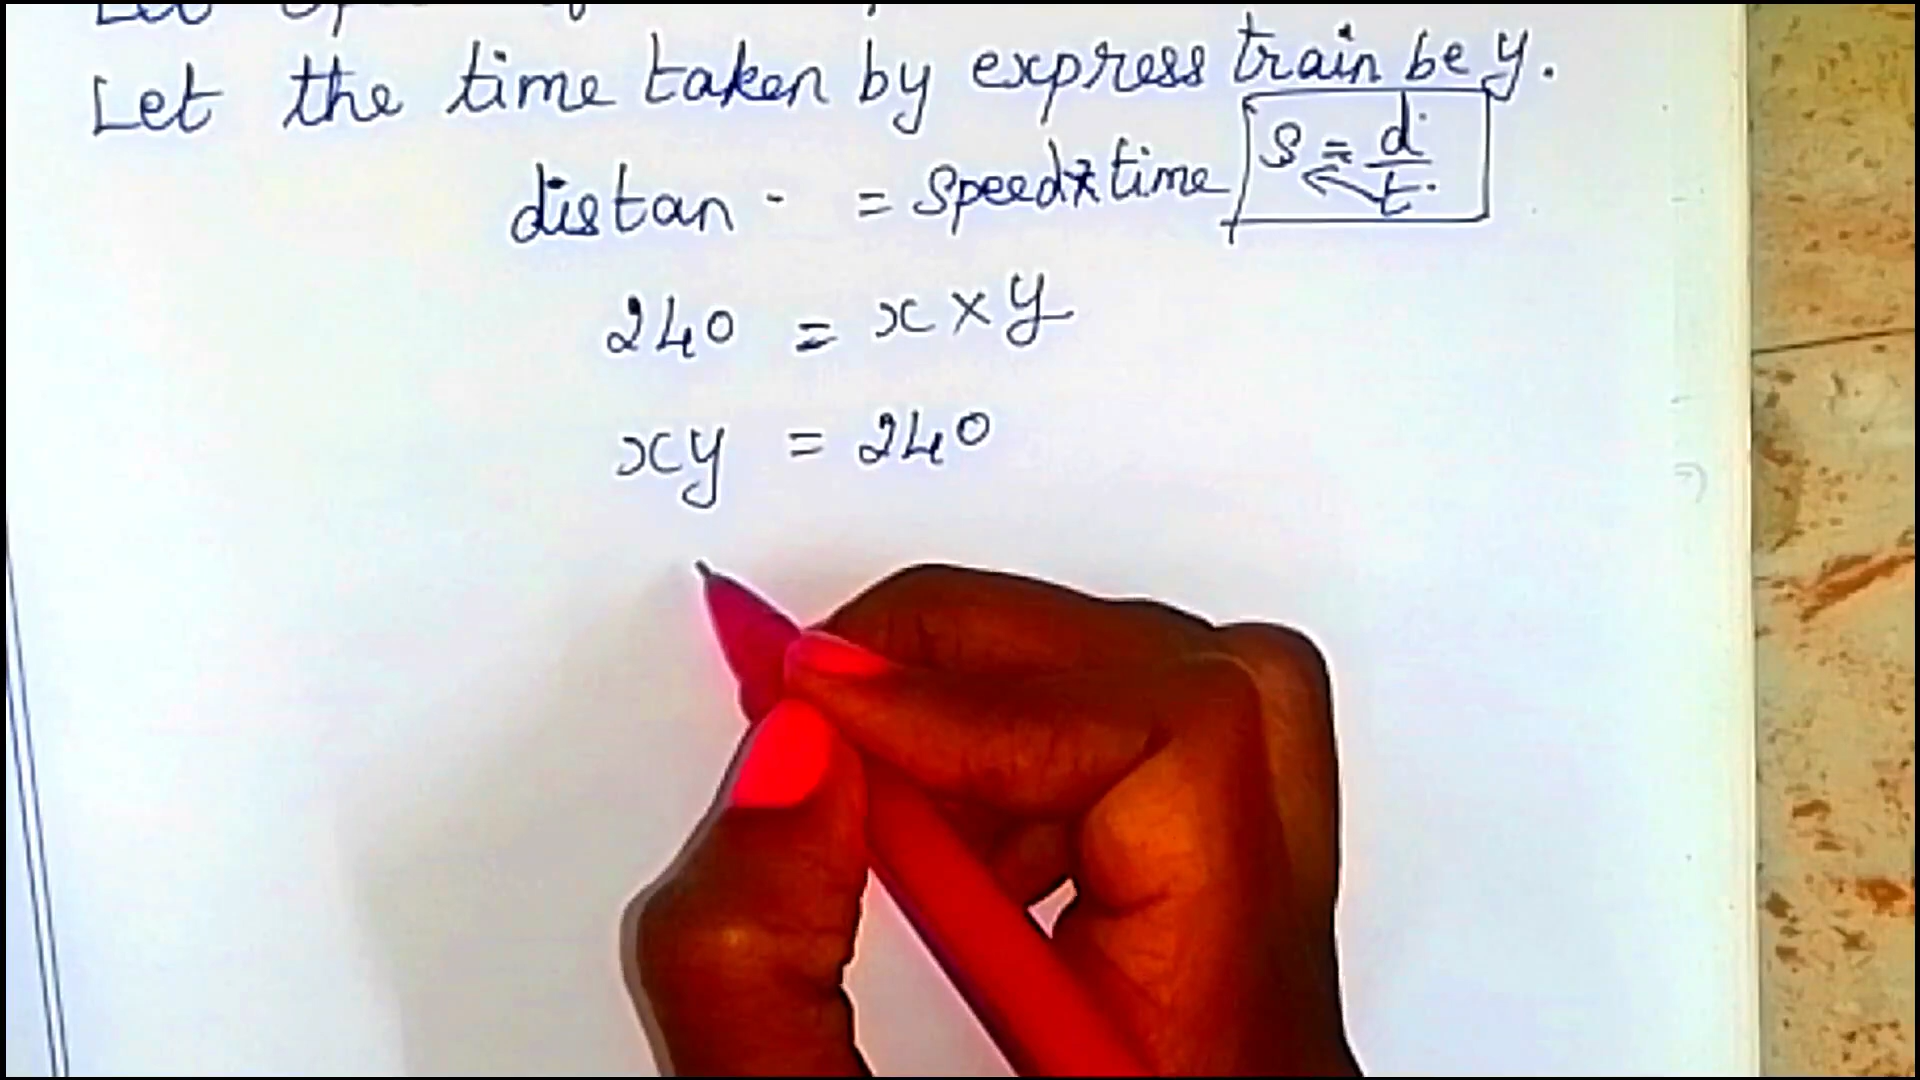 Let the time taken by express train be y.
distan = speed × time
s = d/t
240 = x × y
xy = 240